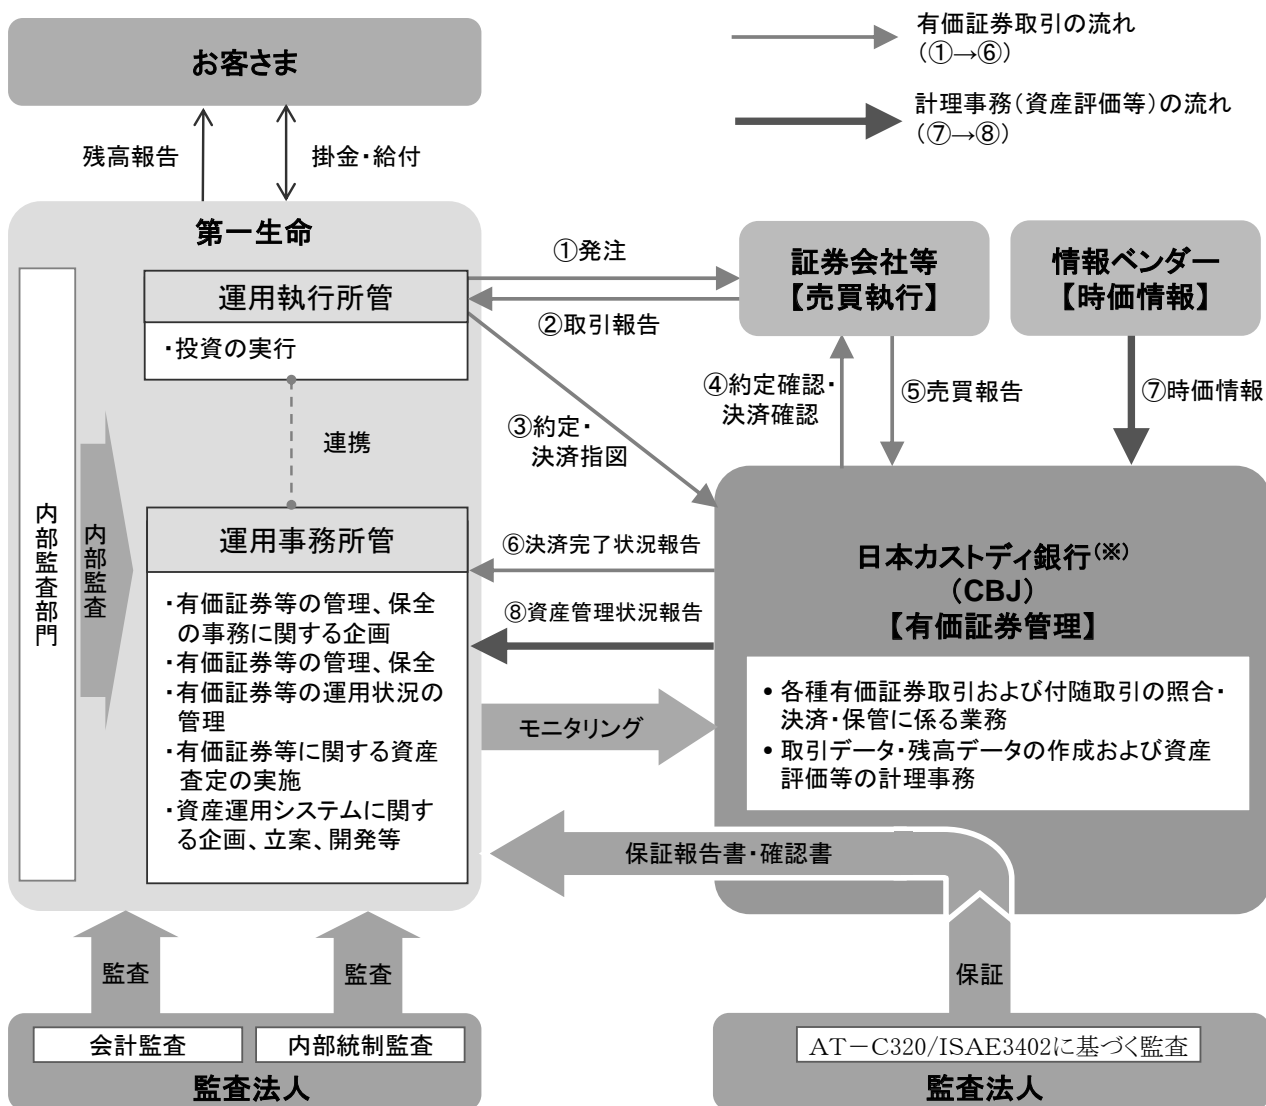 お客さま
有価証券取引の流れ
(①→⑥)
計理事務(資産評価等)の流れ
(⑦→⑧)
残高報告
掛金・給付
第一生命
運用執行所管
・投資の実行
①発注
②取引報告
証券会社等
【売買執行】
情報ベンダー
【時価情報】
③約定・
決済指図
④約定確認・
決済確認
⑤売買報告
⑦時価情報
連携
内部監査部門
内部監査
運用事務所管
・有価証券等の管理、保全
の事務に関する企画
・有価証券等の管理、保全
・有価証券等の運用状況の
管理
・有価証券等に関する資産
査定の実施
・資産運用システムに関す
る企画、立案、開発等
⑥決済完了状況報告
⑧資産管理状況報告
モニタリング
日本カストディ銀行(※)
(CBJ)
【有価証券管理】
• 各種有価証券取引および付随取引の照合・
決済・保管に係る業務
• 取引データ・残高データの作成および資産
評価等の計理事務
保証報告書・確認書
監査
監査
保証
会計監査
内部統制監査
監査法人
AT－C320/ISAE3402に基づく監査
監査法人